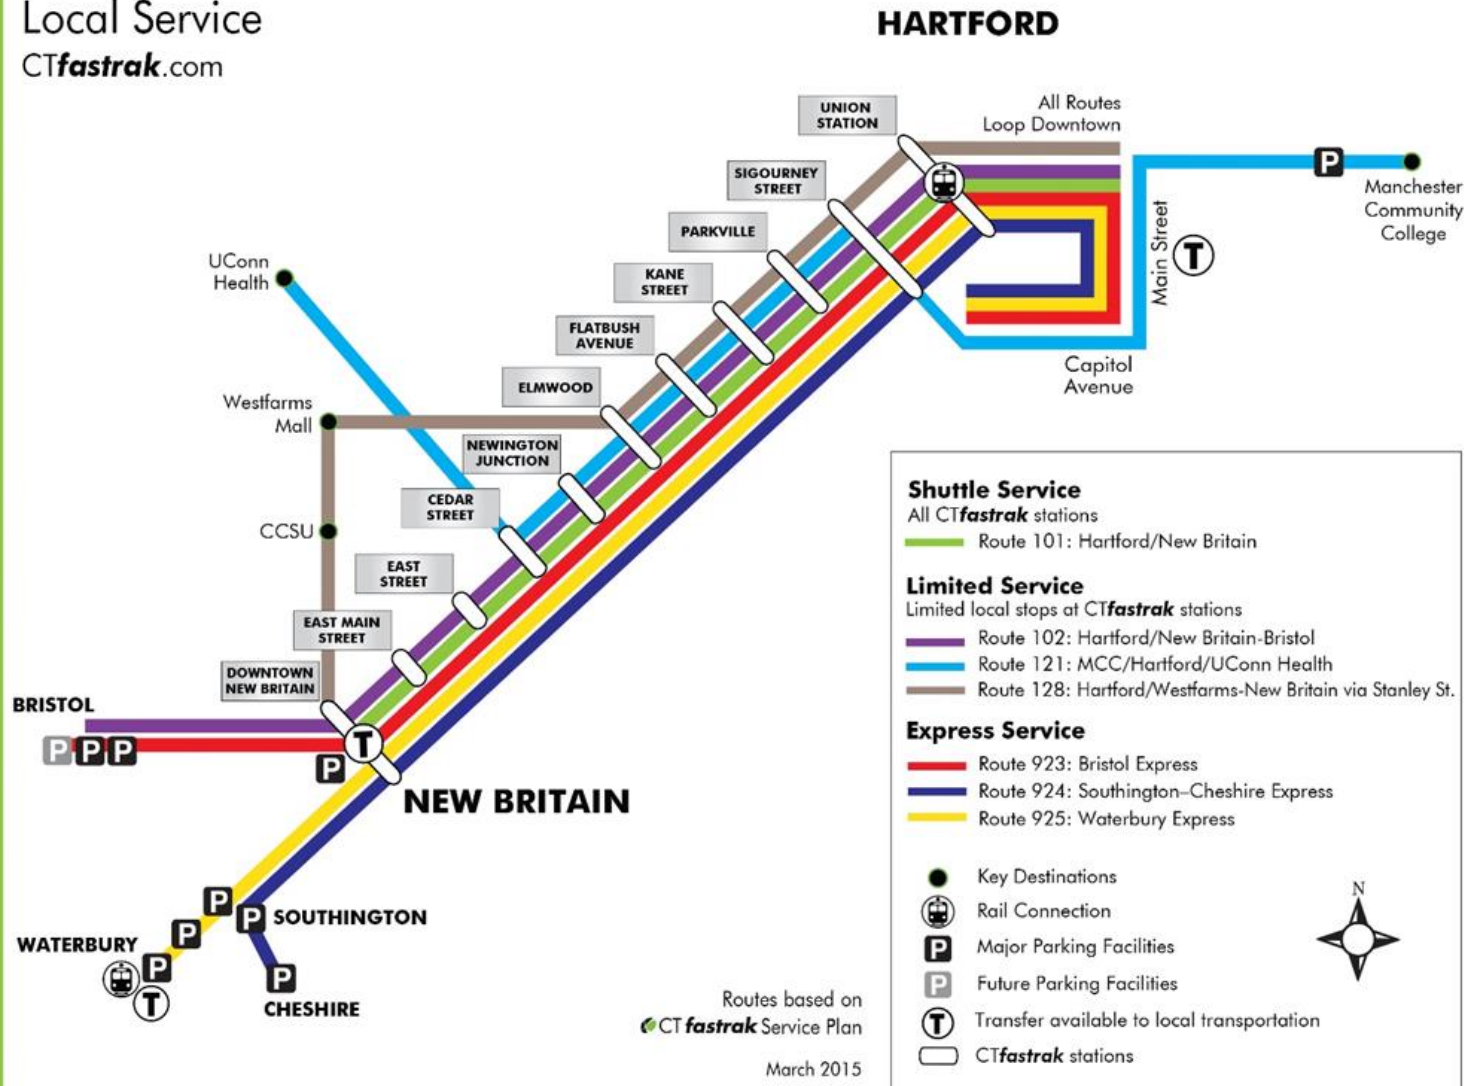 Local Service
CTfastrak.com
HARTFORD
UNION
STATION
All Routes
Loop Downtown
SIGOURNEY
STREET
P
Manchester
Community
College
PARKVILLE
Main Street
T
UConn
Health
KANE
STREET
FLATBUSH
AVENUE
Capitol
Avenue
ELMWOOD
Westfarms
Mall
NEWINGTON
JUNCTION
CEDAR
STREET
CCSU
EAST
STREET
EAST MAIN
STREET
DOWNTOWN
NEW BRITAIN
BRISTOL
P P P
T
P
NEW BRITAIN
P
P
P
P
SOUTHINGTON
WATERBURY
T
P
CHESHIRE
Routes based on
CTfastrak Service Plan
March 2015
Shuttle Service
All CTfastrak stations
Route 101: Hartford/New Britain
Limited Service
Limited local stops at CTfastrak stations
Route 102: Hartford/New Britain-Bristol
Route 121: MCC/Hartford/UConn Health
Route 128: Hartford/Westfarms-New Britain via Stanley St.
Express Service
Route 923: Bristol Express
Route 924: Southington–Cheshire Express
Route 925: Waterbury Express
Key Destinations
Rail Connection
P Major Parking Facilities
P Future Parking Facilities
T Transfer available to local transportation
CTfastrak stations
N